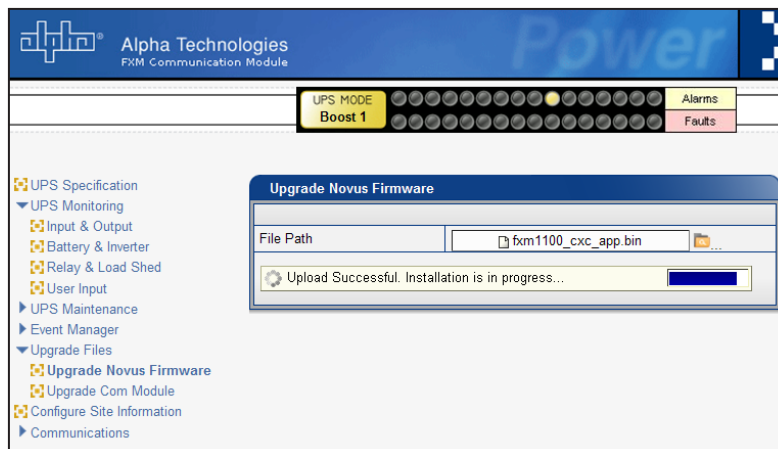 alpha®
Alpha Technologies
FXM Communication Module
Power
UPS MODE
Boost 1
Alarms
Faults
UPS Specification
UPS Monitoring
Input & Output
Battery & Inverter
Relay & Load Shed
User Input
UPS Maintenance
Event Manager
Upgrade Files
Upgrade Novus Firmware
Upgrade Com Module
Configure Site Information
Communications
Upgrade Novus Firmware
File Path
fxm1100_cxc_app.bin
...
Upload Successful. Installation is in progress...